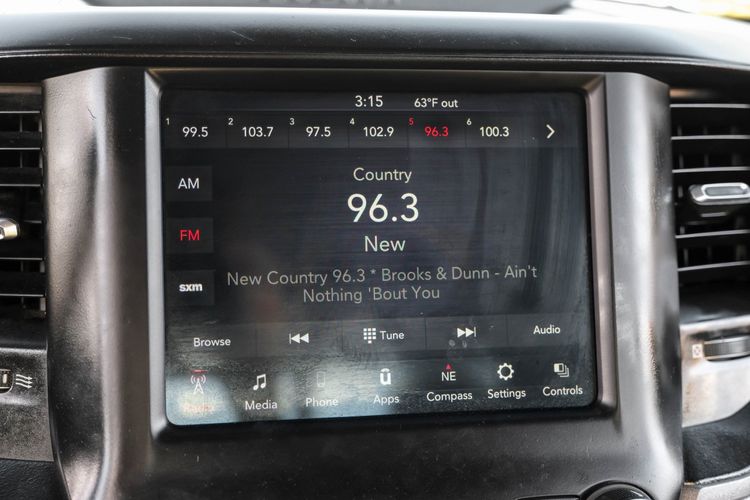 3:15 63°F out
1 99.5 2 103.7 3 97.5 4 102.9 5 96.3 6 100.3
AM
FM
sxm
Country
96.3
New
New Country 96.3 * Brooks & Dunn - Ain't
Nothing 'Bout You
Browse Tune Audio
Radio Media Phone Apps NE Compass Settings Controls